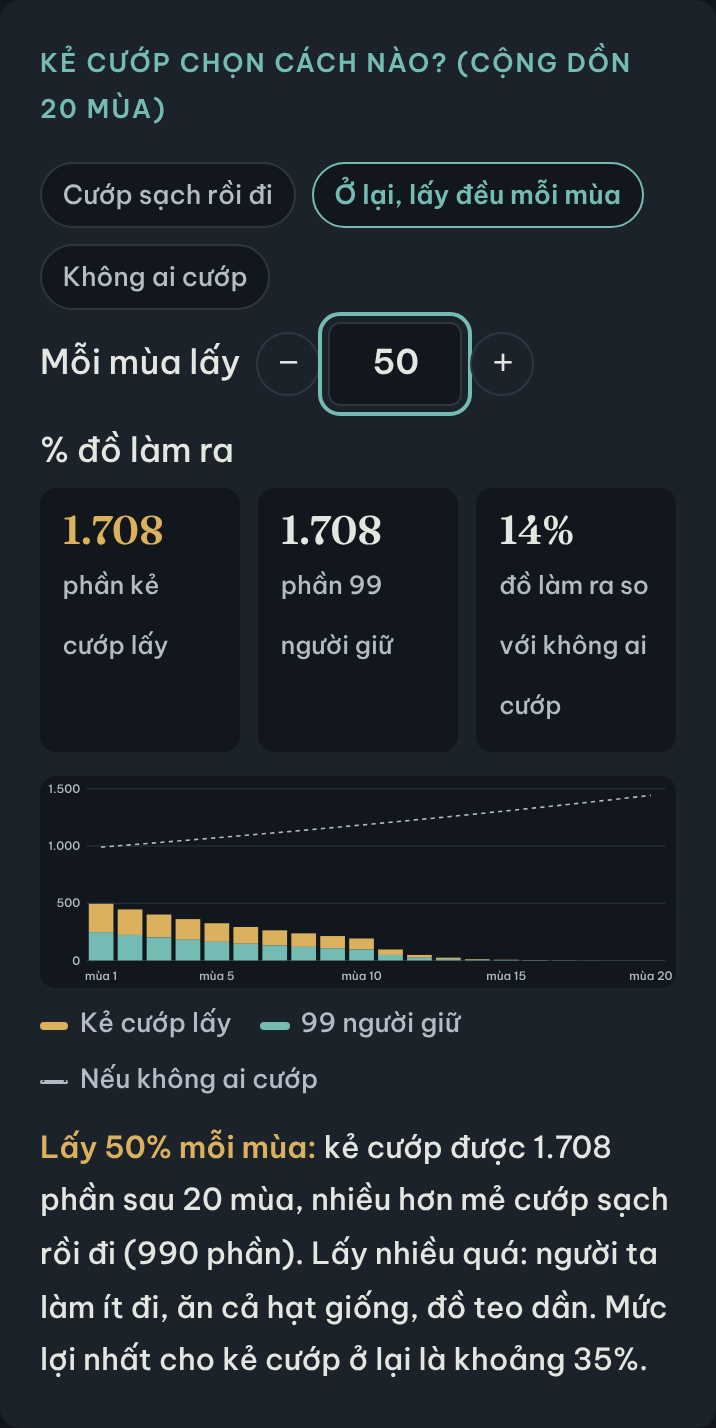 KẺ CƯỚP CHỌN CÁCH NÀO? (CỘNG DỒN
20 MÙA)
Cướp sạch rồi đi
Ở lại, lấy đều mỗi mùa
Không ai cướp
Mỗi mùa lấy − 50 +
% đồ làm ra
1.708
phần kẻ
cướp lấy
1.708
phần 99
người giữ
14%
đồ làm ra so
với không ai
cướp
1.500
1.000
500
0
mùa 1 mùa 5 mùa 10 mùa 15 mùa 20
Kẻ cướp lấy 99 người giữ
Nếu không ai cướp
Lấy 50% mỗi mùa: kẻ cướp được 1.708
phần sau 20 mùa, nhiều hơn mẻ cướp sạch
rồi đi (990 phần). Lấy nhiều quá: người ta
làm ít đi, ăn cả hạt giống, đồ teo dần. Mức
lợi nhất cho kẻ cướp ở lại là khoảng 35%.